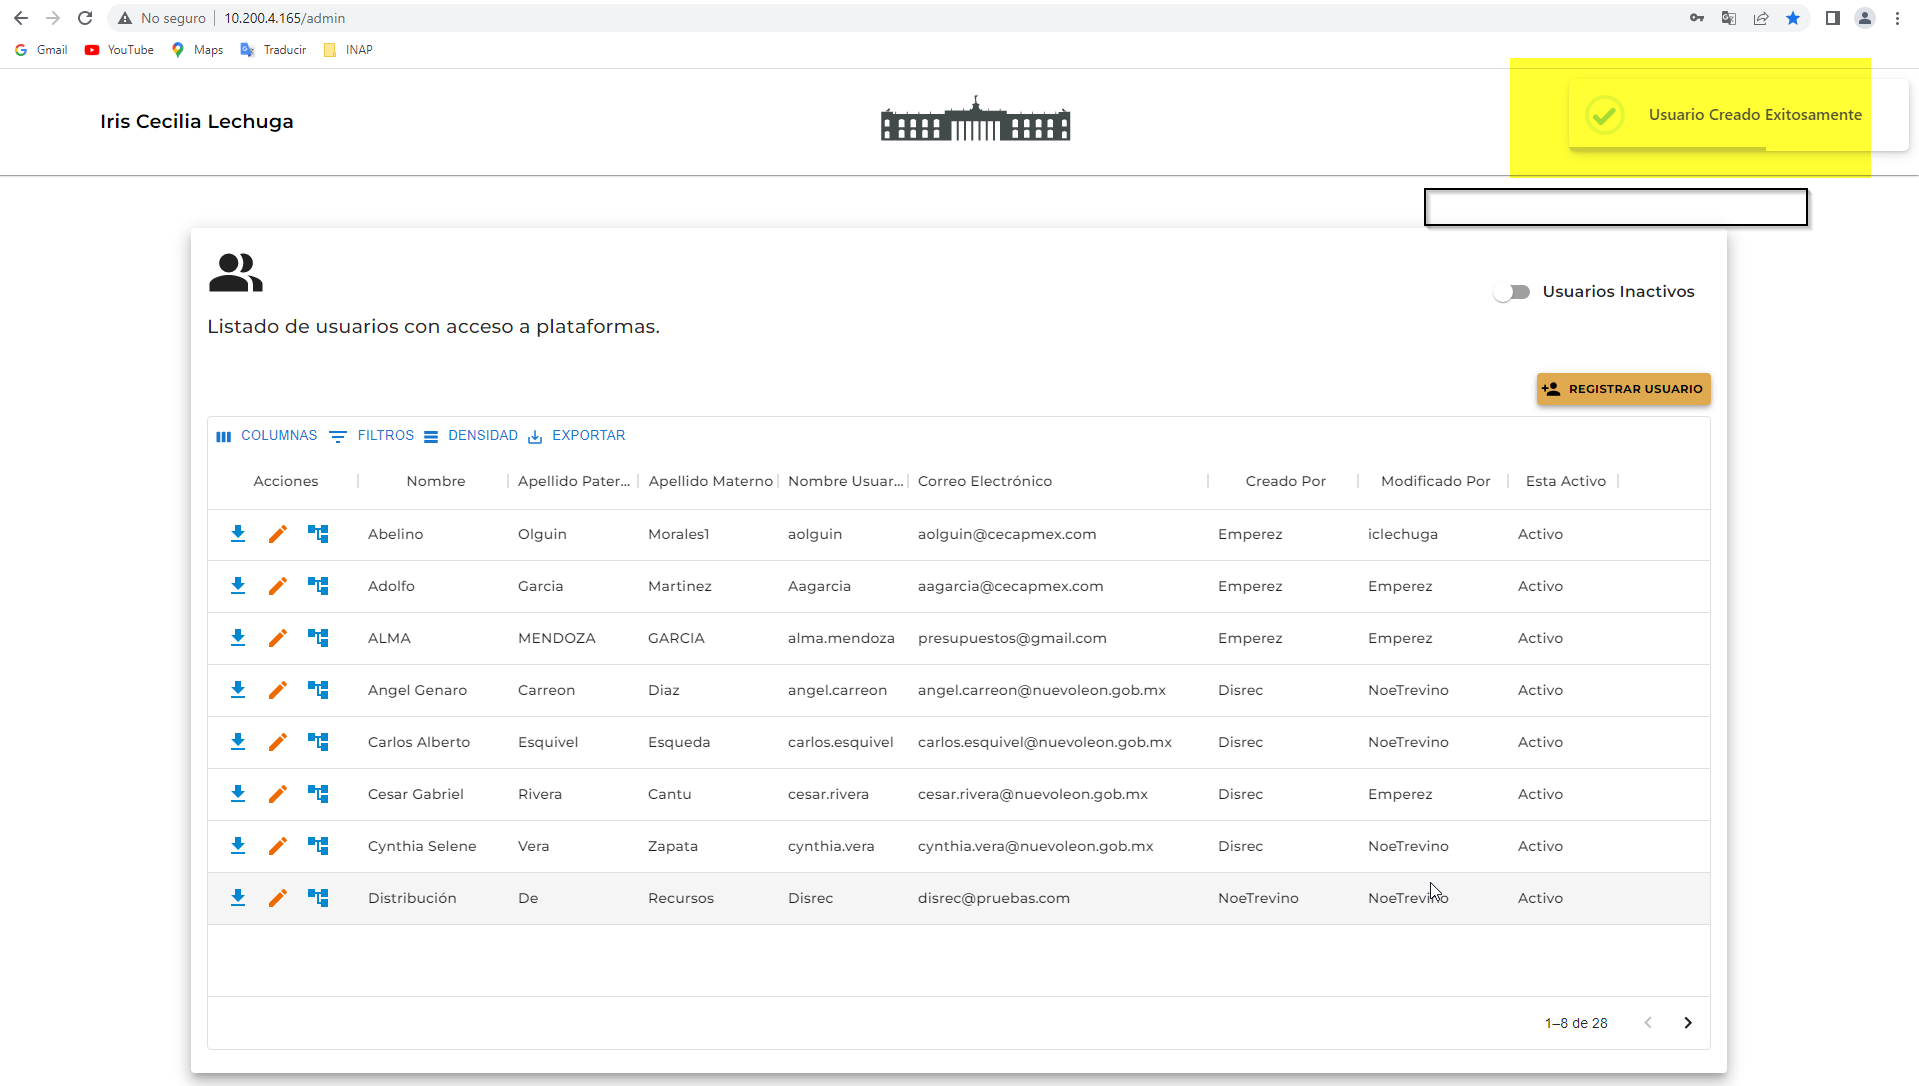 No seguro | 10.200.4.165/admin
Gmail YouTube Maps Traducir INAP
Iris Cecilia Lechuga
Usuario Creado Exitosamente
Usuarios Inactivos
Listado de usuarios con acceso a plataformas.
REGISTRAR USUARIO
COLUMNAS FILTROS DENSIDAD EXPORTAR
Acciones Nombre Apellido Pater... Apellido Materno Nombre Usuar... Correo Electrónico Creado Por Modificado Por Esta Activo
Abelino Olguin Morales1 aolguin aolguin@cecapmex.com Emperez iclechuga Activo
Adolfo Garcia Martinez Aagarcia aagarcia@cecapmex.com Emperez Emperez Activo
ALMA MENDOZA GARCIA alma.mendoza presupuestos@gmail.com Emperez Emperez Activo
Angel Genaro Carreon Diaz angel.carreon angel.carreon@nuevoleon.gob.mx Disrec NoeTrevino Activo
Carlos Alberto Esquivel Esqueda carlos.esquivel carlos.esquivel@nuevoleon.gob.mx Disrec NoeTrevino Activo
Cesar Gabriel Rivera Cantu cesar.rivera cesar.rivera@nuevoleon.gob.mx Disrec Emperez Activo
Cynthia Selene Vera Zapata cynthia.vera cynthia.vera@nuevoleon.gob.mx Disrec NoeTrevino Activo
Distribución De Recursos Disrec disrec@pruebas.com NoeTrevino NoeTrevino Activo
1–8 de 28